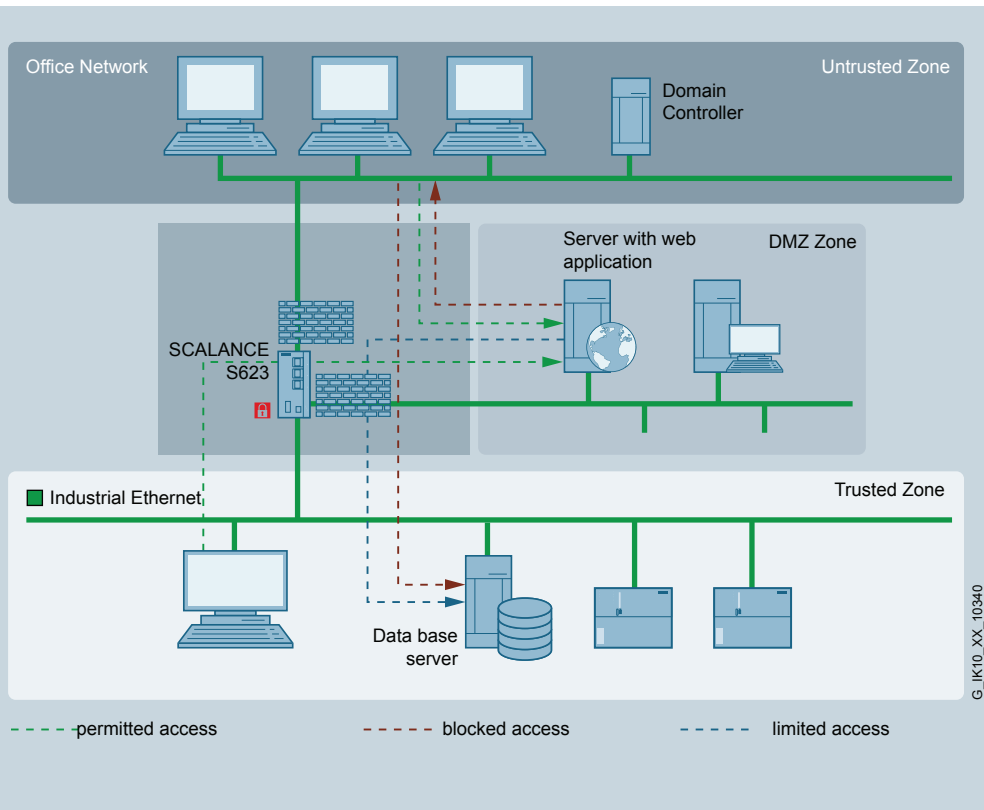 Office Network
Untrusted Zone
Domain
Controller
Server with web
application
DMZ Zone
SCALANCE
S623
Industrial Ethernet
Trusted Zone
Data base
server
G_IK10_XX_10340
permitted access
blocked access
limited access